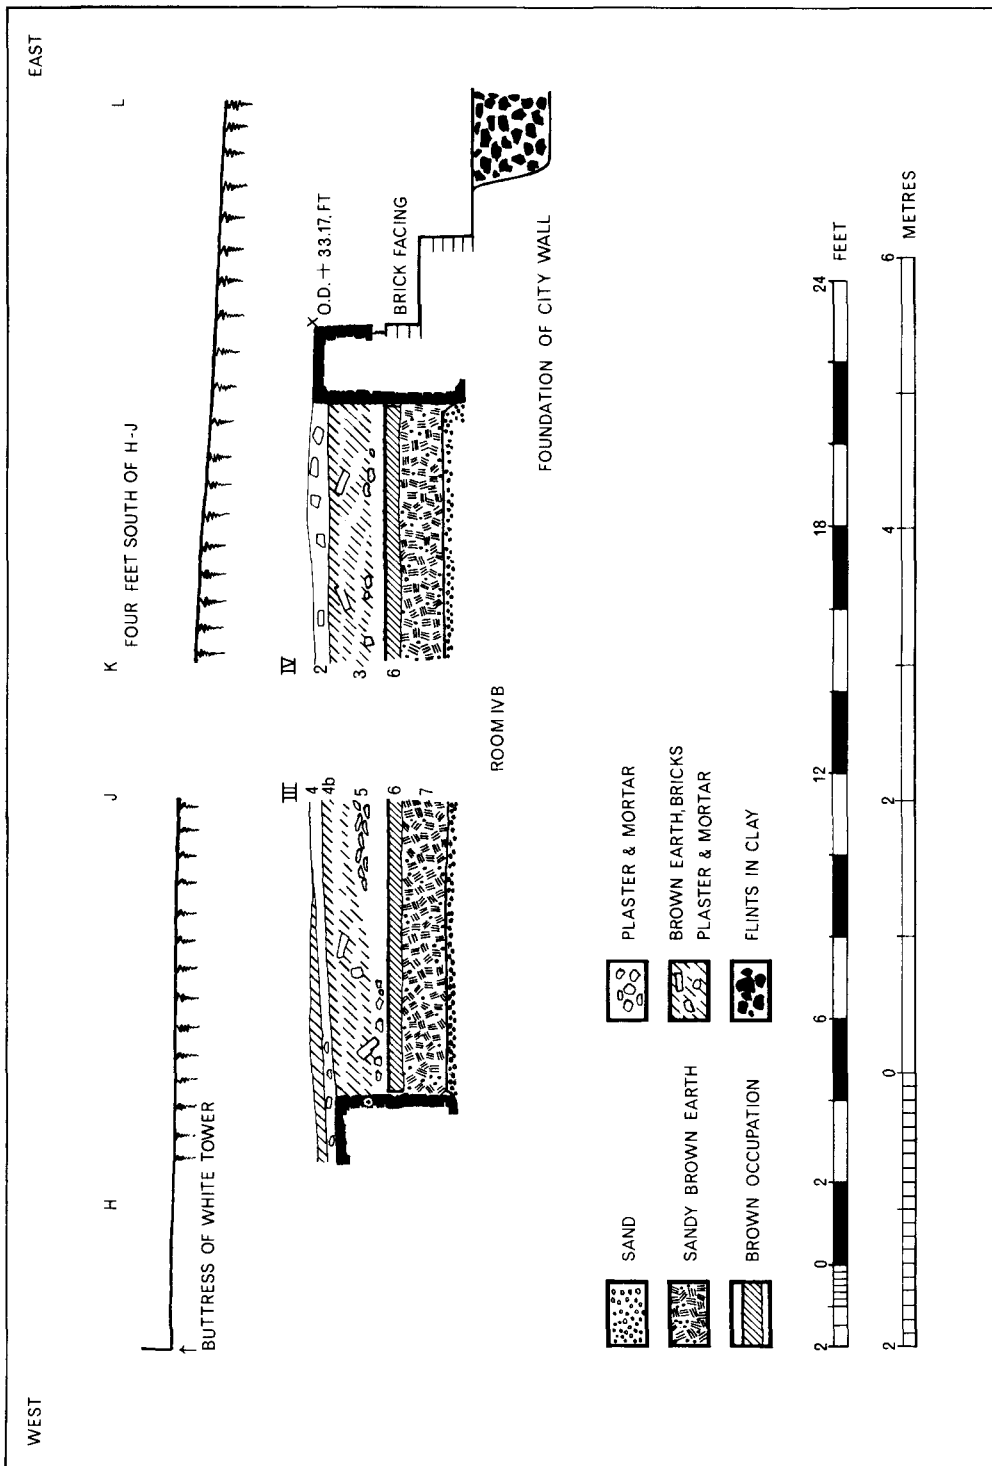 WEST
EAST
H
J
K
L
FOUR FEET SOUTH OF H-J
↑
BUTTRESS OF WHITE TOWER
III
4
4b
5
6
7
IV
2
3
6
X
O.D. + 33.17. FT
BRICK FACING
ROOM IVB
FOUNDATION OF CITY WALL
SAND
PLASTER & MORTAR
SANDY BROWN EARTH
BROWN EARTH, BRICKS
PLASTER & MORTAR
BROWN OCCUPATION
FLINTS IN CLAY
2 0 2 6 12 18 24
FEET
2 0 2 4 6
METRES